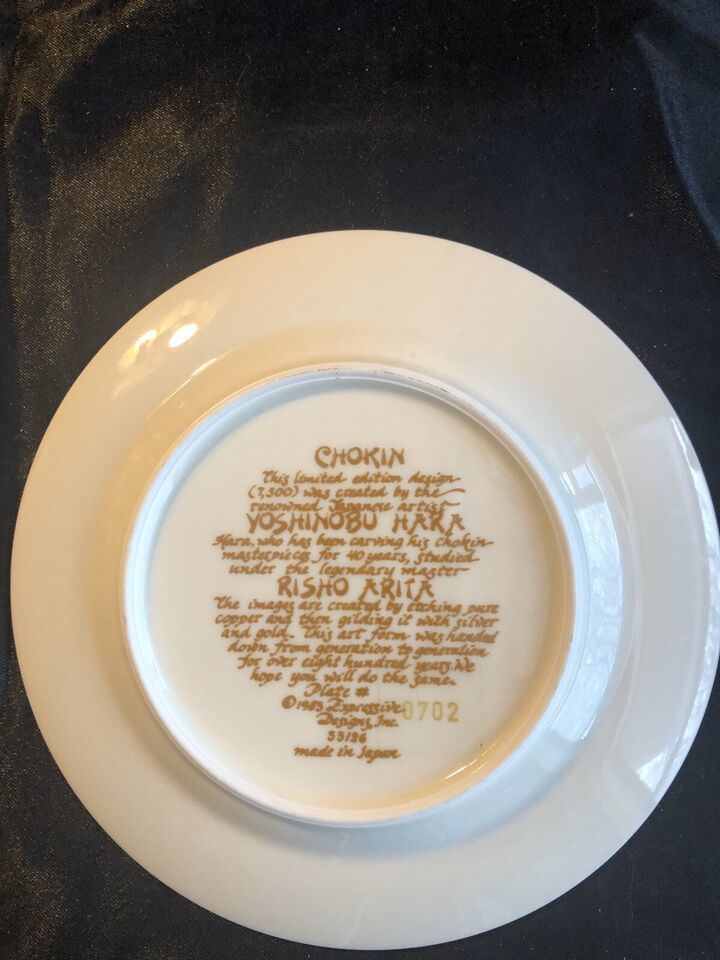 CHOKIN
This limited edition design
(7,500) was created by the
renowned Japanese artist
YOSHINOBU HARA
Hara, who has been carving his chokin
masterpieces for 40 years, studied
under the legendary master
RISHO ARITA
The images are created by etching pure
copper and then gilding it with silver
and gold. This art form was handed
down from generation to generation
for over eight hundred years. We
hope you will do the same.
Plate #
©1983 Expressive 0702
Designs, Inc.
33126
made in Japan